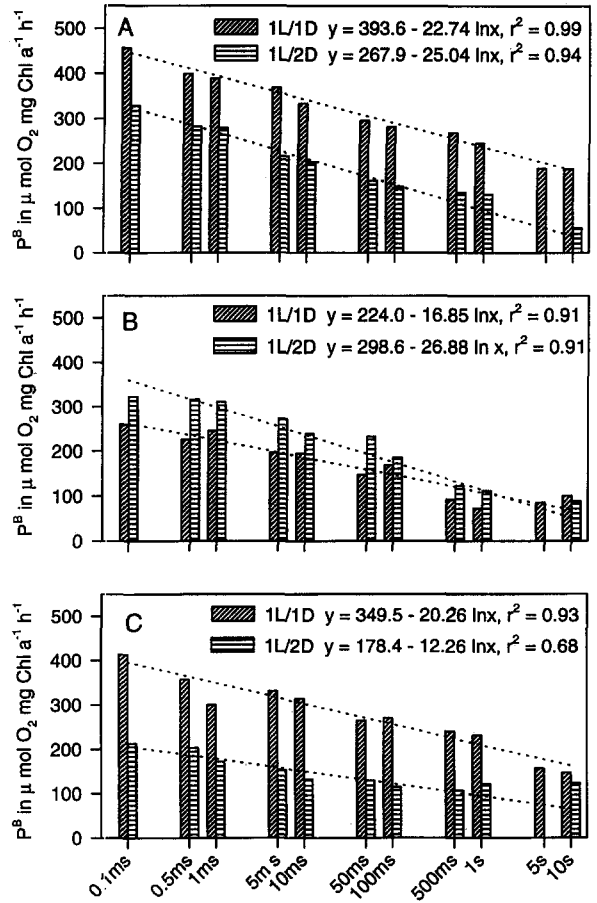 A
1L/1D y = 393.6 - 22.74 lnx, r² = 0.99
1L/2D y = 267.9 - 25.04 lnx, r² = 0.94
500
400
300
200
100
0
Pᴮ in μ mol O₂ mg Chl a⁻¹ h⁻¹
B
1L/1D y = 224.0 - 16.85 lnx, r² = 0.91
1L/2D y = 298.6 - 26.88 ln x, r² = 0.91
500
400
300
200
100
0
Pᴮ in μ mol O₂ mg Chl a⁻¹ h⁻¹
C
1L/1D y = 349.5 - 20.26 lnx, r² = 0.93
1L/2D y = 178.4 - 12.26 lnx, r² = 0.68
500
400
300
200
100
0
Pᴮ in μ mol O₂ mg Chl a⁻¹ h⁻¹
0.1ms
0.5ms
1ms
5ms
10ms
50ms
100ms
500ms
1s
5s
10s